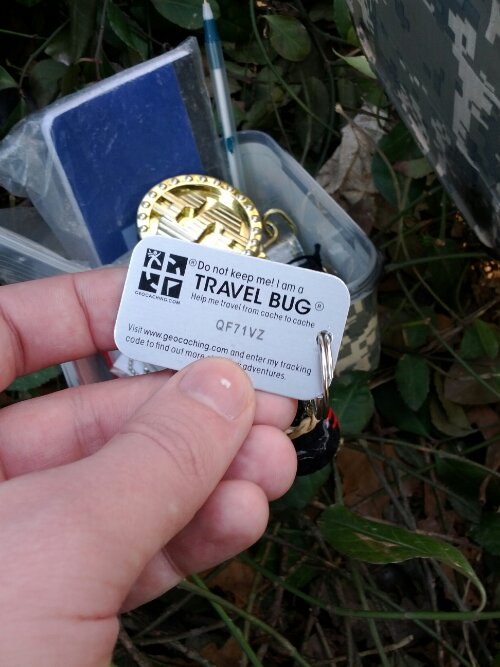 GEOCACHING.COM
®Do not keep me! I am a
TRAVEL BUG®
Help me travel from cache to cache
QF71VZ
Visit www.geocaching.com and enter my tracking
code to find out more adventures.